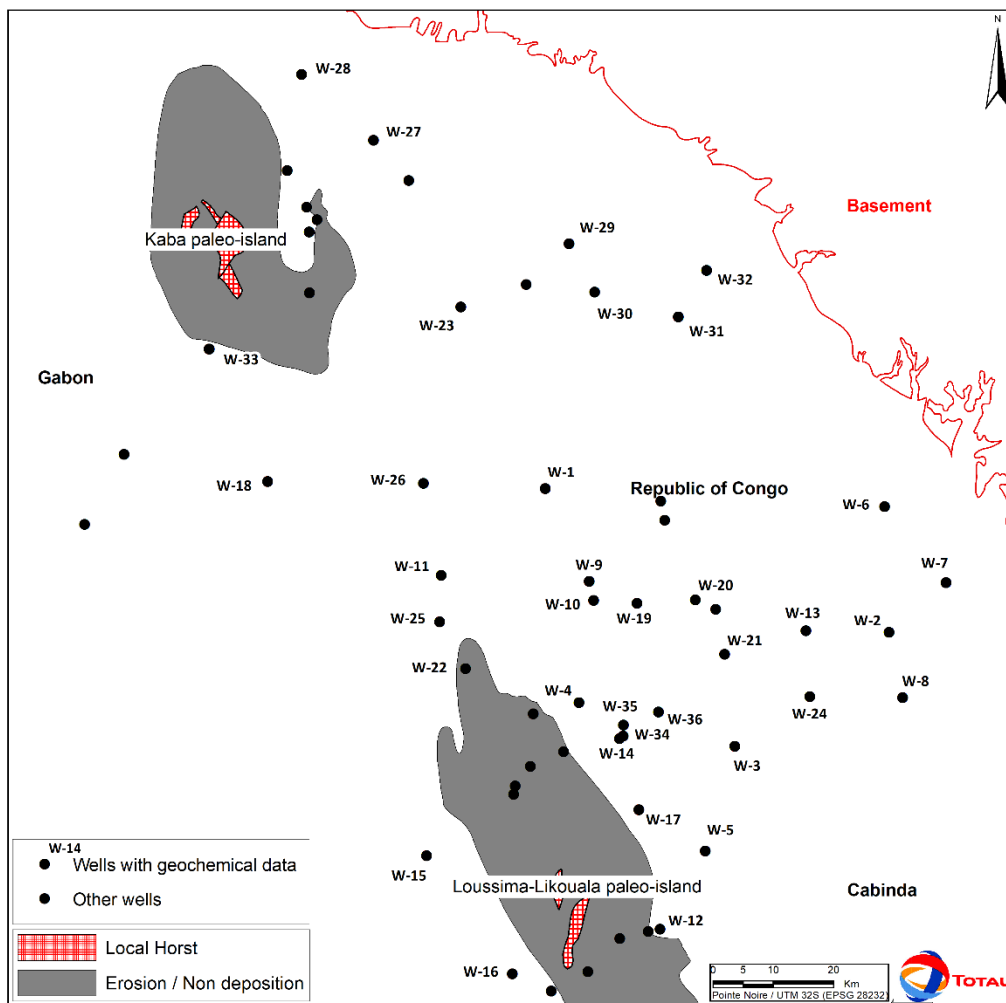 N
W-28
W-27
Basement
Kaba paleo-island
W-29
W-32
W-30
W-23
W-31
W-33
Gabon
W-18
W-26
W-1
Republic of Congo
W-6
W-11
W-9
W-7
W-10
W-19
W-20
W-25
W-13
W-2
W-21
W-22
W-4
W-35
W-36
W-8
W-24
W-34
W-14
W-3
W-17
W-5
W-15
Loussima-Likouala paleo-island
Cabinda
W-12
W-16
W-14
Wells with geochemical data
Other wells
Local Horst
Erosion / Non deposition
0 5 10 20
Km
Pointe Noire / UTM 32S (EPSG 28232)
TOTAL